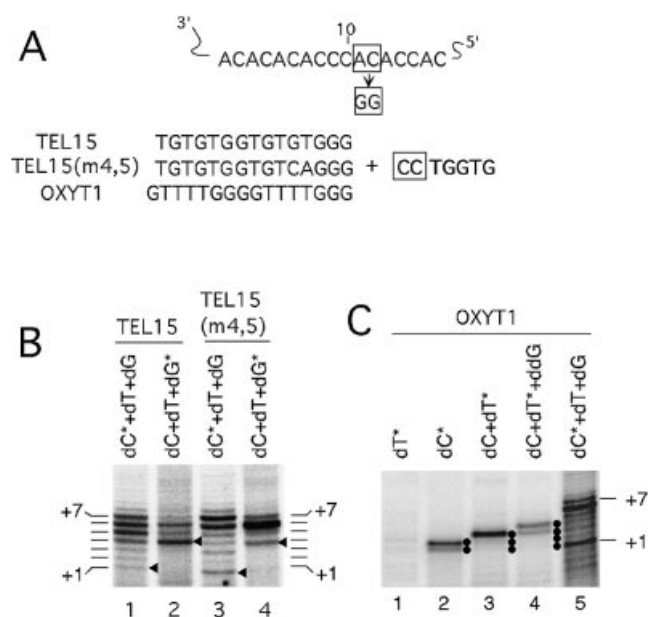 A
3'
10
5'
ACACACACCCACACCAC
GG
TEL15 TGTGTGGTGTGTGGG
TEL15(m4,5) TGTGTGGTGTCAGGG + CC TGGTG
OXYT1 GTTTTGGGGTTTTGGG
B
TEL15
TEL15 (m4,5)
dC*+dT+dG
dC+dT+dG*
dC*+dT+dG
dC+dT+dG*
+7 +7
+1 +1
1 2 3 4
C
OXYT1
dT*
dC*
dC+dT*
dC+dT*+ddG
dC*+dT+dG
+7
+1
1 2 3 4 5